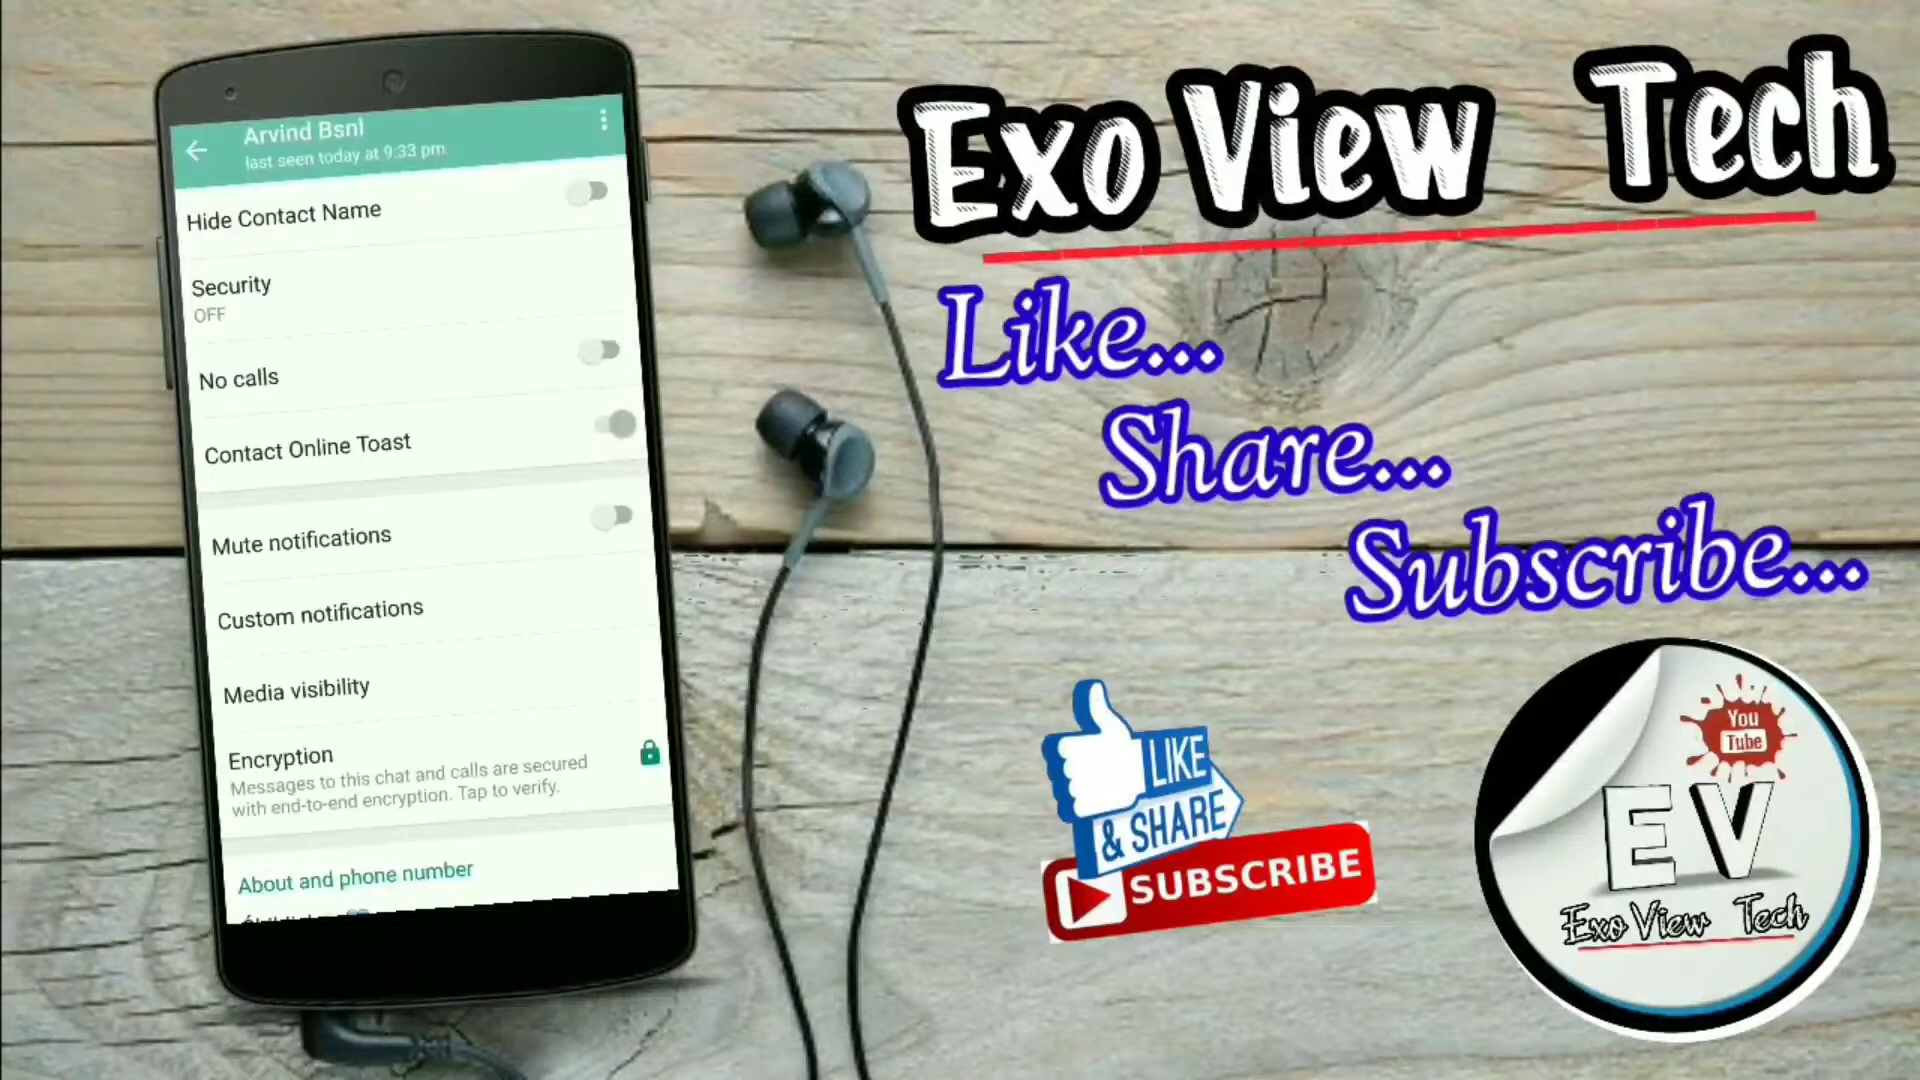 Arvind Bsnl
last seen today at 9:33 pm
Hide Contact Name
Security
OFF
No calls
Contact Online Toast
Mute notifications
Custom notifications
Media visibility
Encryption
Messages to this chat and calls are secured
with end-to-end encryption. Tap to verify.
About and phone number
Exo View Tech
Like...
Share...
Subscribe...
LIKE
& SHARE
SUBSCRIBE
You
Tube
EV
Exo View Tech